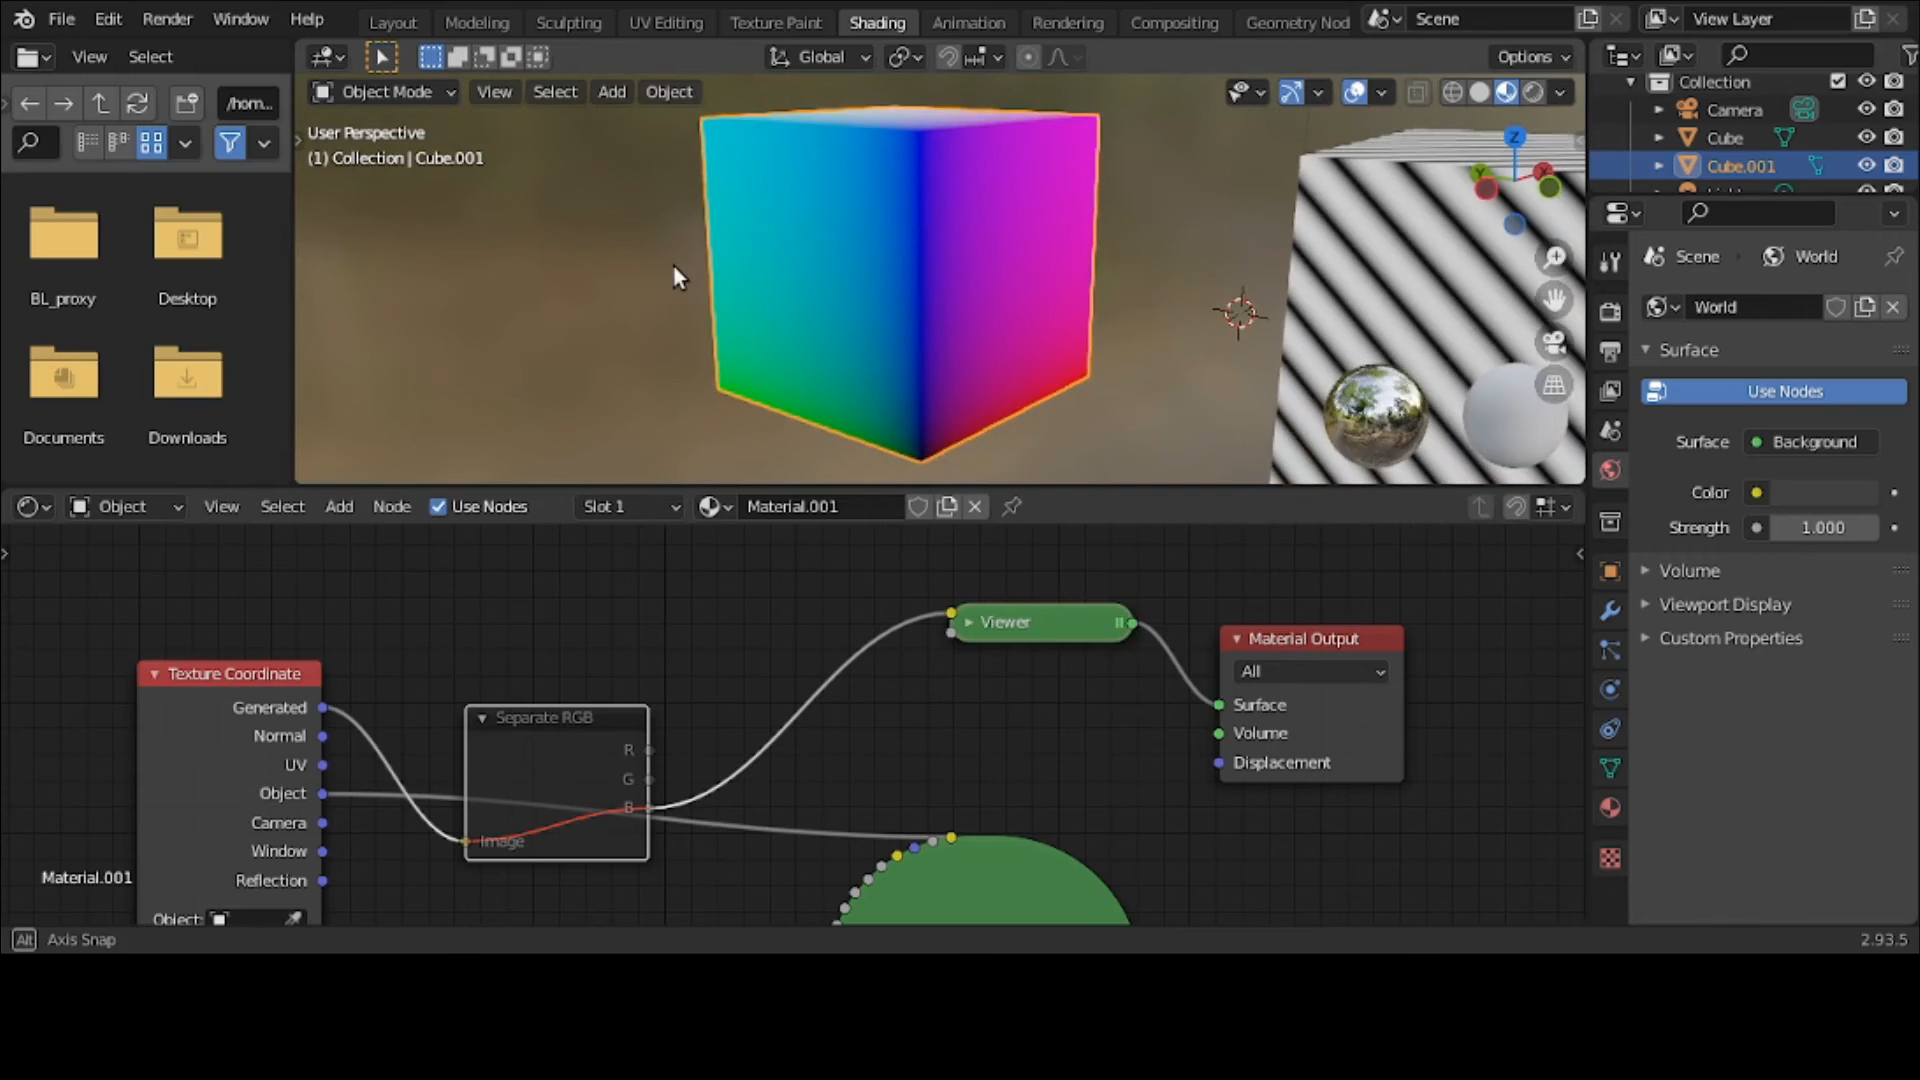 File Edit Render Window Help Layout Modeling Sculpting UV Editing Texture Paint Shading Animation Rendering Compositing Geometry Nod Scene View Layer
View Select Global Options
Collection
/hom... Object Mode View Select Add Object Camera
User Perspective
(1) Collection | Cube.001
Cube
Cube.001
Z
Y
X
BL_proxy Desktop
Documents Downloads
Scene World
World
Surface
Use Nodes
Surface Background
Color
Strength 1.000
Volume
Viewport Display
Custom Properties
Object View Select Add Node Use Nodes Slot 1 Material.001
Viewer
Material Output
All
Surface
Volume
Displacement
Texture Coordinate
Generated
Normal
UV
Object
Camera
Window
Reflection
Object:
Separate RGB
R
G
B
Image
Material.001
Alt Axis Snap 2.93.5